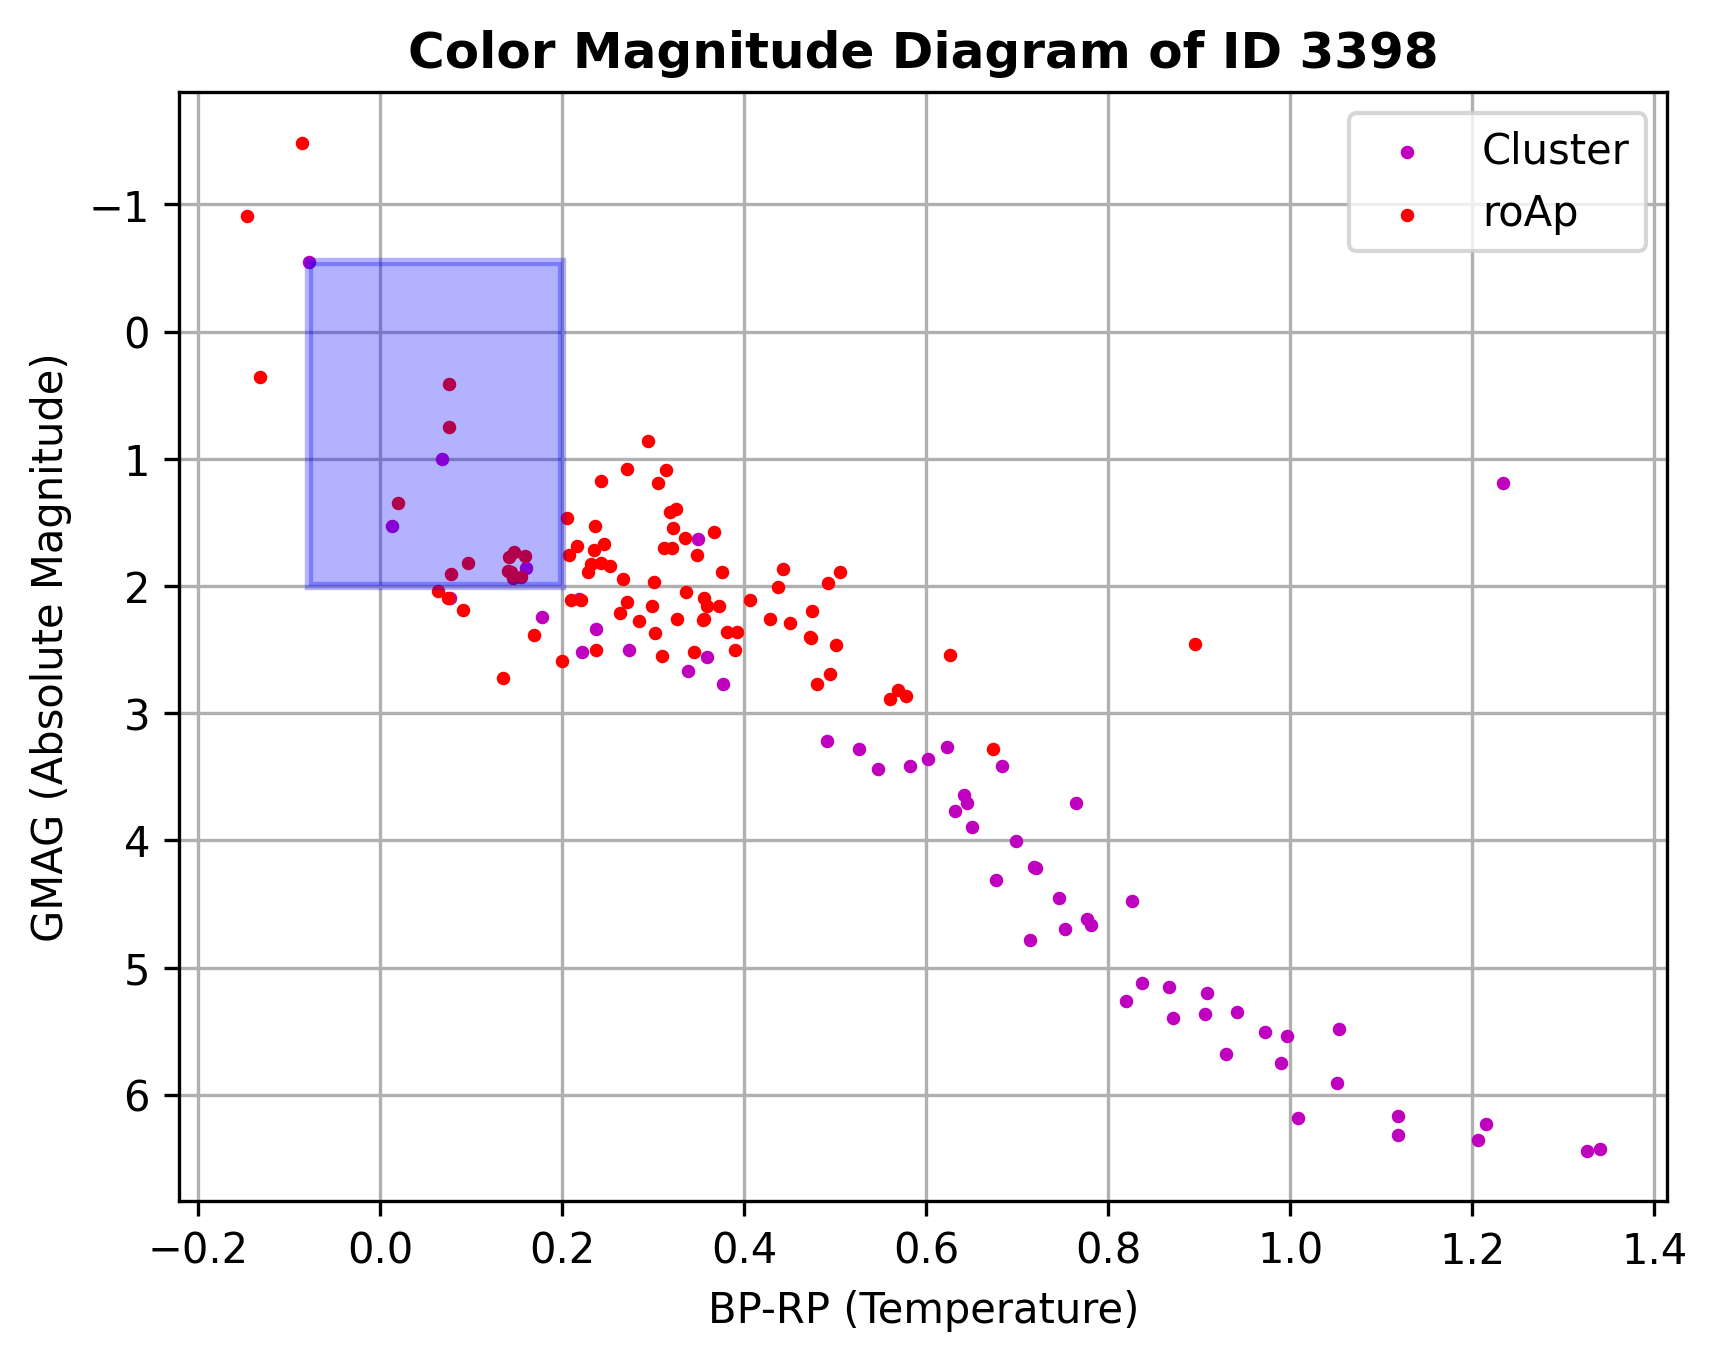 Color Magnitude Diagram of ID 3398
Cluster
roAp
GMAG (Absolute Magnitude)
−1
0
1
2
3
4
5
6
−0.2 0.0 0.2 0.4 0.6 0.8 1.0 1.2 1.4
BP-RP (Temperature)